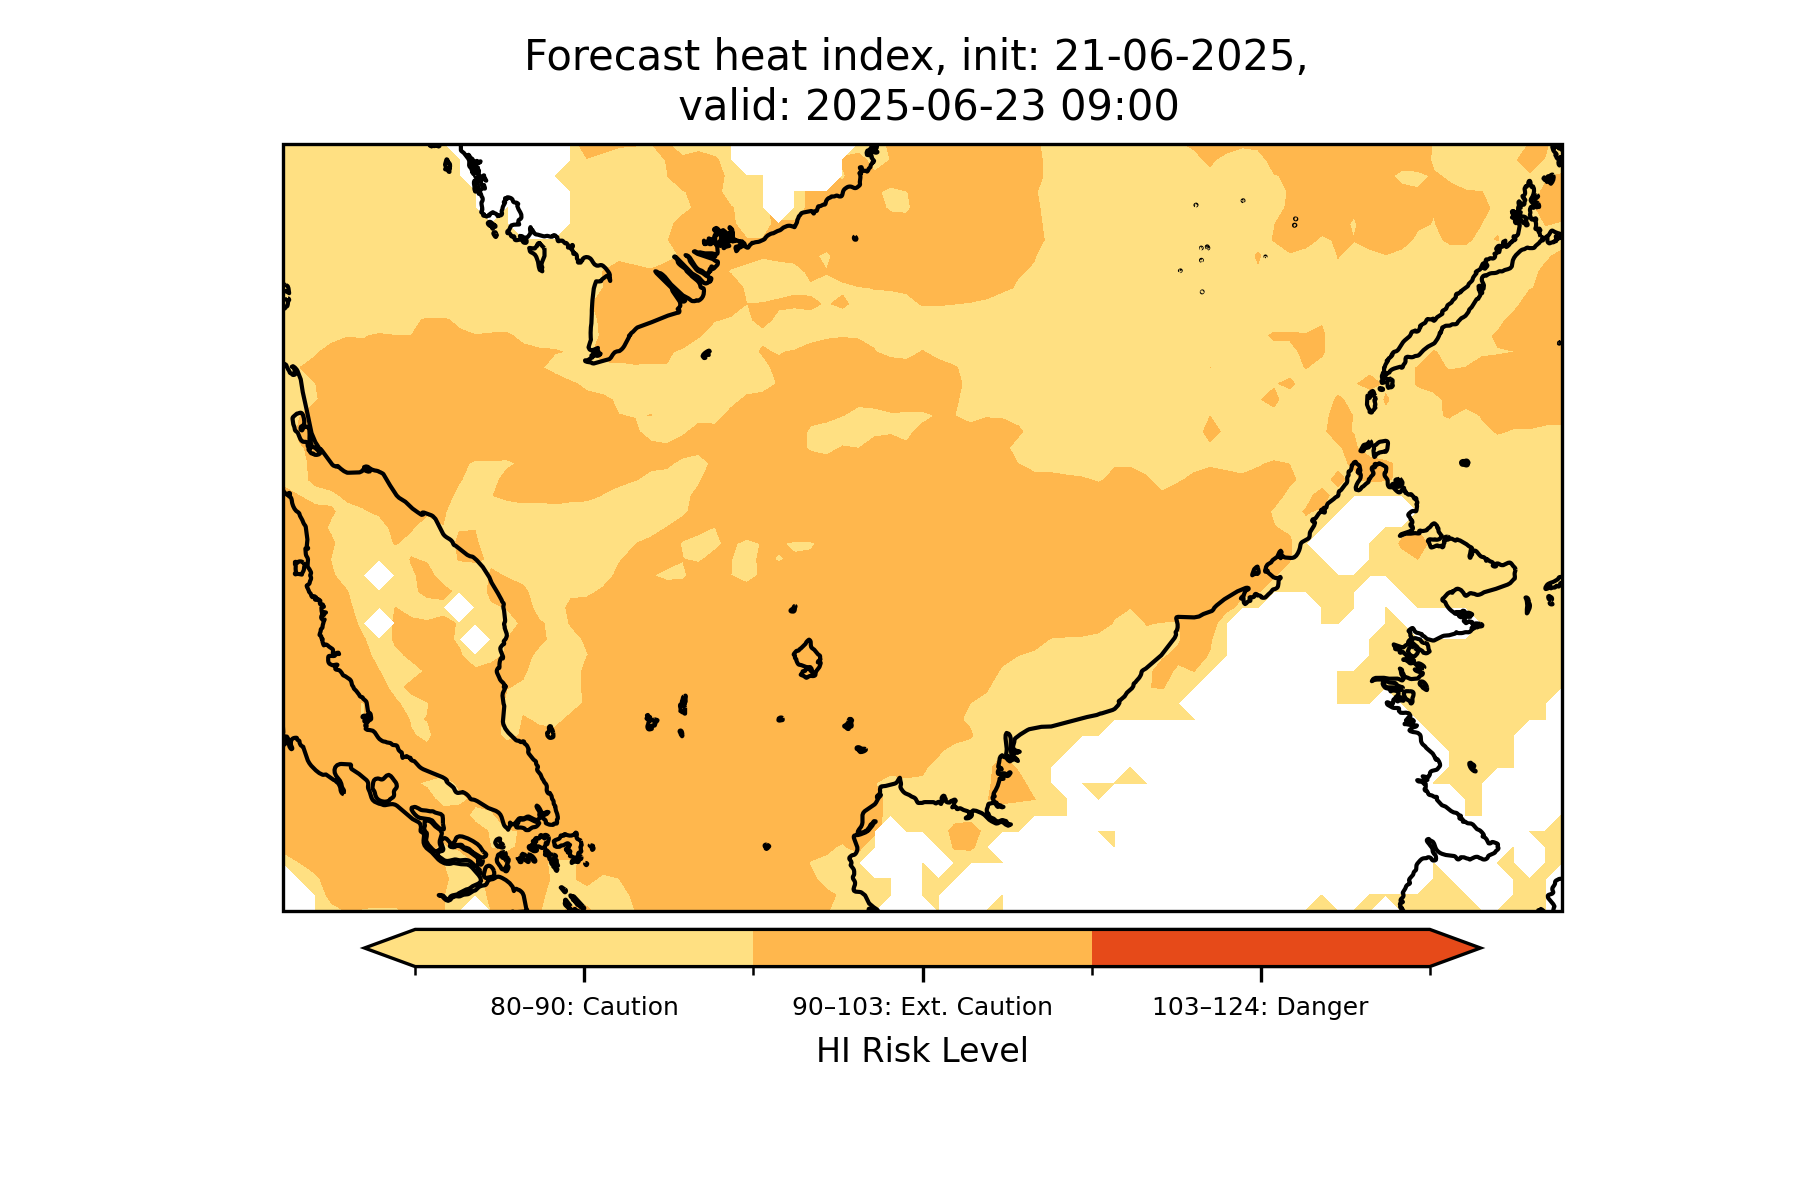 Forecast heat index, init: 21-06-2025,
valid: 2025-06-23 09:00
80–90: Caution
90–103: Ext. Caution
103–124: Danger
HI Risk Level